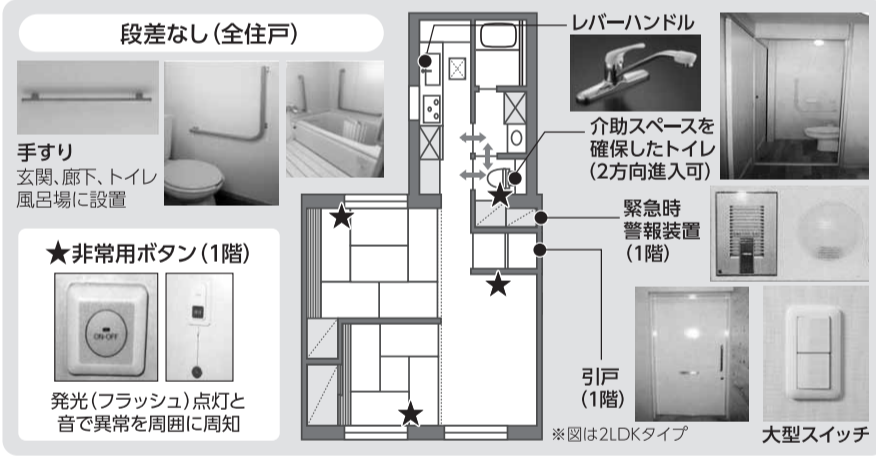 段差なし(全住戸)
手すり
玄関、廊下、トイレ
風呂場に設置
★非常用ボタン(1階)
ON-OFF
発光(フラッシュ)点灯と
音で異常を周囲に周知
レバーハンドル
介助スペースを
確保したトイレ
(2方向進入可)
緊急時
警報装置
(1階)
引戸
(1階)
※図は2LDKタイプ
大型スイッチ